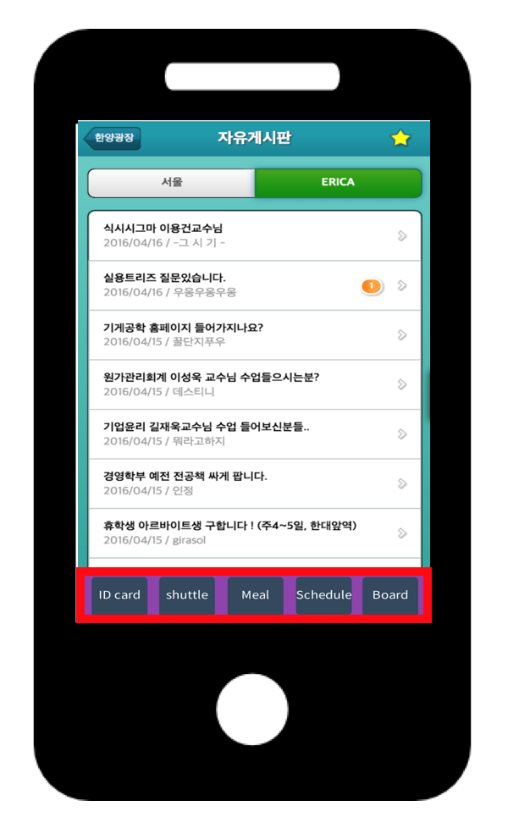 한양광장
자유게시판
서울
ERICA
식시시그마 이용건교수님
2016/04/16 / -그 시 기 -
실용트리즈 질문있습니다.
2016/04/16 / 우웅우웅우웅
1
기게공학 홈페이지 들어가지나요?
2016/04/15 / 꿀단지푸우
원가관리회계 이성욱 교수님 수업들으시는분?
2016/04/15 / 데스티니
기업윤리 길재욱교수님 수업 들어보신분들..
2016/04/15 / 뭐라고하지
경영학부 예전 전공책 싸게 팝니다.
2016/04/15 / 인정
휴학생 아르바이트생 구합니다 ! (주4~5일, 한대앞역)
2016/04/15 / girasol
ID card
shuttle
Meal
Schedule
Board